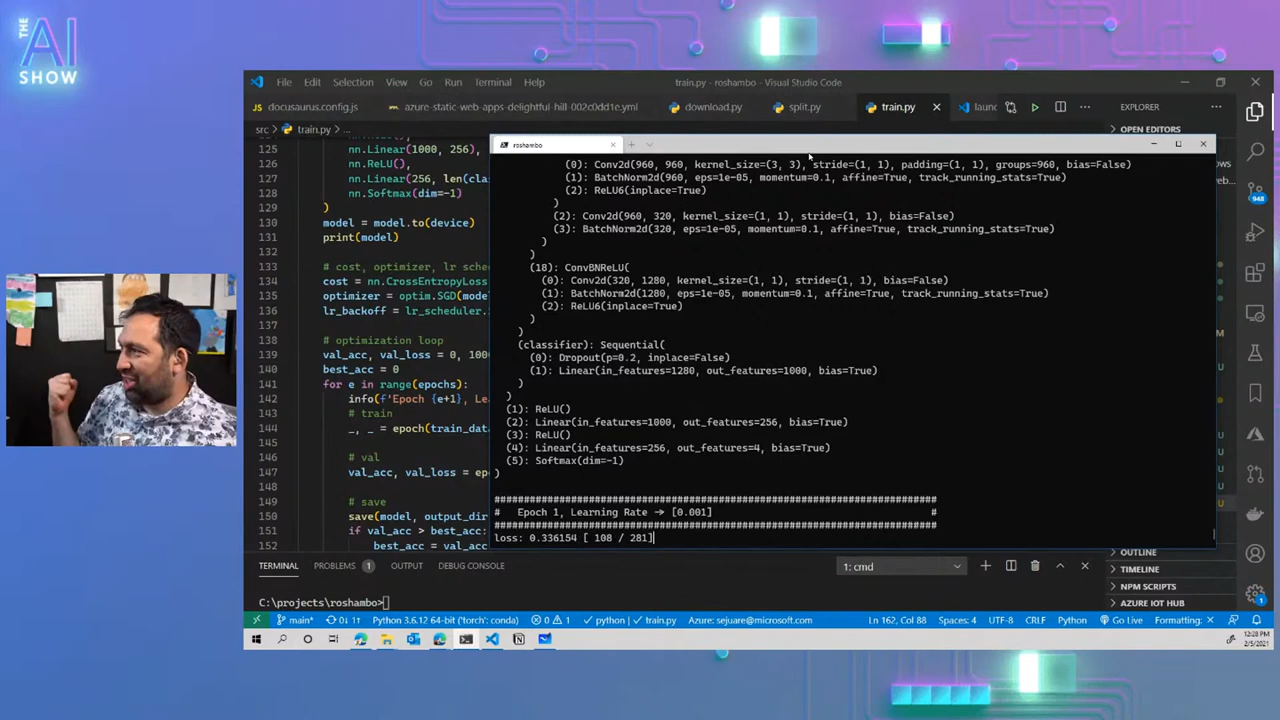 THE
AI
SHOW
File Edit Selection View Go Run Terminal Help
train.py - roshambo - Visual Studio Code
docusaurus.config.js
azure-static-web-apps-delightful-hill-002c0dd1e.yml
download.py
split.py
train.py
EXPLORER
src > train.py > ...
OPEN EDITORS
125 nn.Linear(1000, 256),
126 nn.ReLU(),
127 nn.Linear(256, len(clas
128 nn.Softmax(dim=-1)
129 )
130 model = model.to(device)
131 print(model)
132
133 # cost, optimizer, lr sche
134 cost = nn.CrossEntropyLoss
135 optimizer = optim.SGD(mode
136 lr_backoff = lr_scheduler.
137
138 # optimization loop
139 val_acc, val_loss = 0, 100
140 best_acc = 0
141 for e in range(epochs):
142 info(f'Epoch {e+1}, Le
143 # train
144 _, _ = epoch(train_dat
145
146 # val
147 val_acc, val_loss = ep
148
149 # save
150 save(model, output_dir
151 if val_acc > best_acc:
152 best_acc = val_acc
roshambo
(0): Conv2d(960, 960, kernel_size=(3, 3), stride=(1, 1), padding=(1, 1), groups=960, bias=False)
(1): BatchNorm2d(960, eps=1e-05, momentum=0.1, affine=True, track_running_stats=True)
(2): ReLU6(inplace=True)
)
(2): Conv2d(960, 320, kernel_size=(1, 1), stride=(1, 1), bias=False)
(3): BatchNorm2d(320, eps=1e-05, momentum=0.1, affine=True, track_running_stats=True)
)
)
(18): ConvBNReLU(
(0): Conv2d(320, 1280, kernel_size=(1, 1), stride=(1, 1), bias=False)
(1): BatchNorm2d(1280, eps=1e-05, momentum=0.1, affine=True, track_running_stats=True)
(2): ReLU6(inplace=True)
)
)
(classifier): Sequential(
(0): Dropout(p=0.2, inplace=False)
(1): Linear(in_features=1280, out_features=1000, bias=True)
)
)
(1): ReLU()
(2): Linear(in_features=1000, out_features=256, bias=True)
(3): ReLU()
(4): Linear(in_features=256, out_features=4, bias=True)
(5): Softmax(dim=-1)
)
###########################################################################
# Epoch 1, Learning Rate → [0.001] #
###########################################################################
loss: 0.336154 [ 108 / 281]
948
OUTLINE
TIMELINE
NPM SCRIPTS
AZURE IOT HUB
TERMINAL PROBLEMS 1 OUTPUT DEBUG CONSOLE
1: cmd
C:\projects\roshambo>
main* 0↓ 1↑ Python 3.6.12 64-bit ('torch': conda) 0 1 python | train.py Azure: sejuare@microsoft.com Ln 162, Col 88 Spaces: 4 UTF-8 CRLF Python Go Live Formatting: ×
12:28 PM
2/5/2021